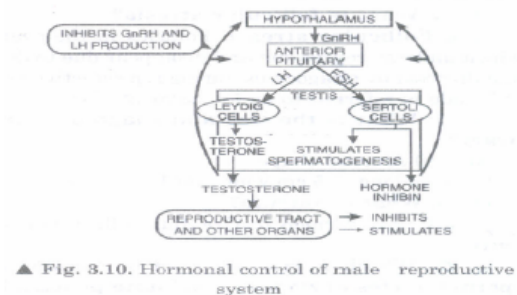 HYPOTHALAMUS
INHIBITS GnRH AND
LH PRODUCTION
GnRH
ANTERIOR
PITUITARY
LH
FSH
TESTIS
LEYDIG
CELLS
SERTOLI
CELLS
TESTOS-
TERONE
STIMULATES
SPERMATOGENESIS
TESTOSTERONE
HORMONE
INHIBIN
REPRODUCTIVE TRACT
AND OTHER ORGANS
INHIBITS
STIMULATES
▲ Fig. 3.10. Hormonal control of male reproductive
system